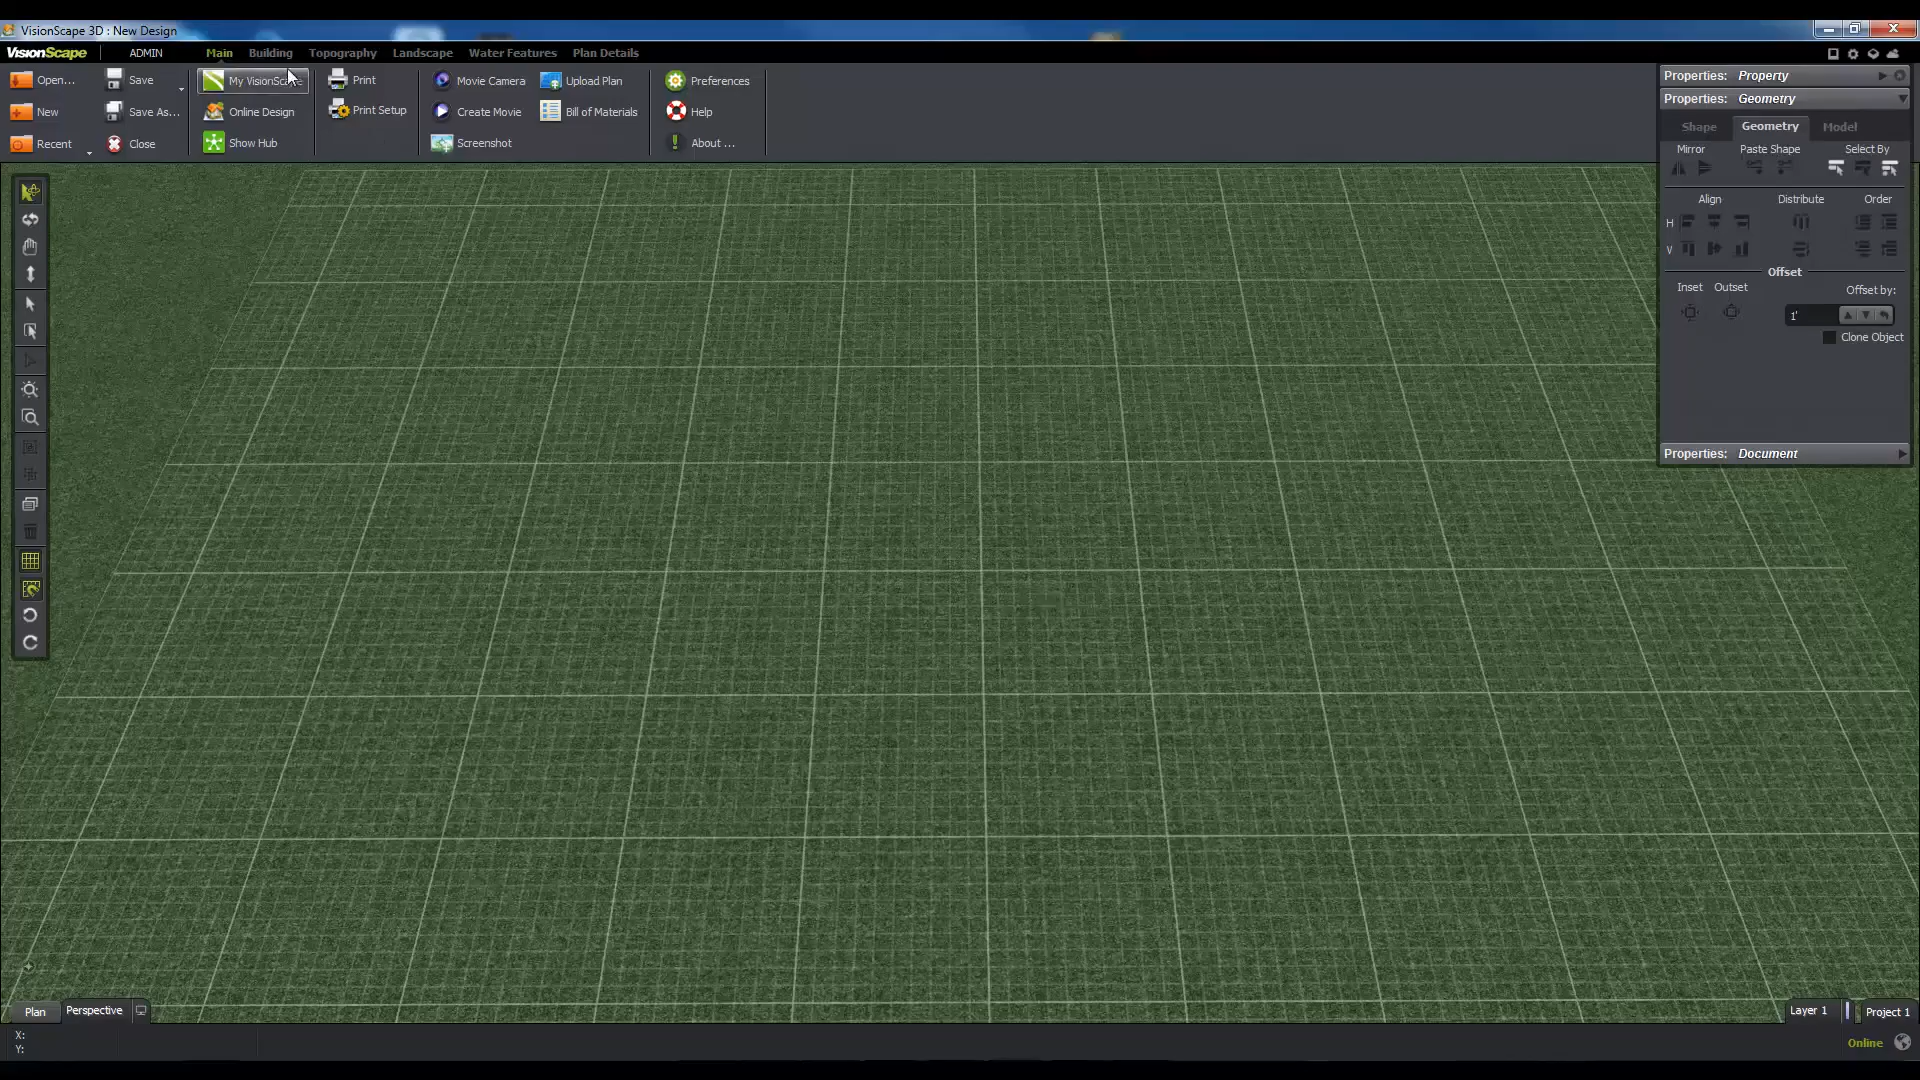 VisionScape 3D : New Design
VisionScape ADMIN Main Building Topography Landscape Water Features Plan Details
Open... Save Print Movie Camera Upload Plan Preferences
New Save As... Online Design Print Setup Create Movie Bill of Materials Help
Recent Close Show Hub Screenshot About ...
My VisionSca
Properties: Property
Properties: Geometry
Shape Geometry Model
Mirror Paste Shape Select By
Align Distribute Order
H
V
Offset
Inset Outset Offset by:
1'
Clone Object
Properties: Document
Plan Perspective
Layer 1 Project 1
X:
Y:
Online